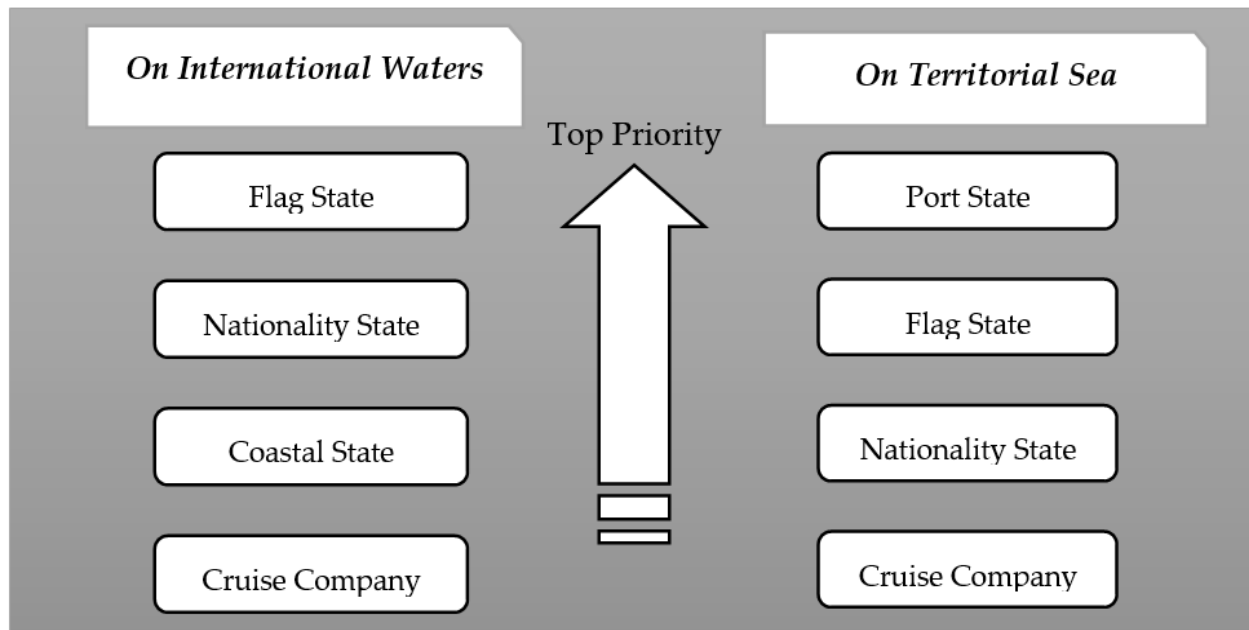 On International Waters
On Territorial Sea
Top Priority
Flag State
Port State
Nationality State
Flag State
Coastal State
Nationality State
Cruise Company
Cruise Company